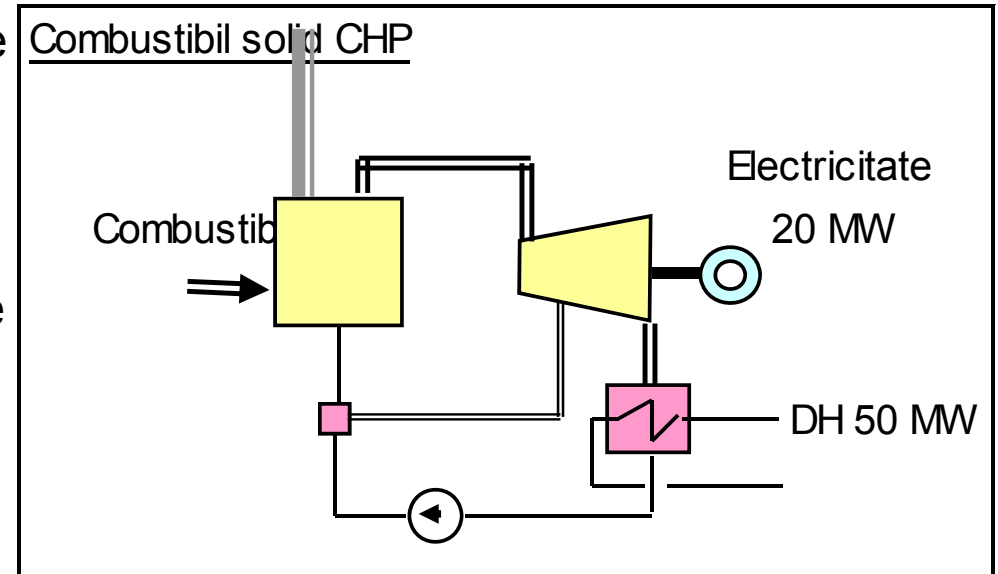 e
Combustibil solid CHP
Electricitate
20 MW
Combustib
e
DH 50 MW